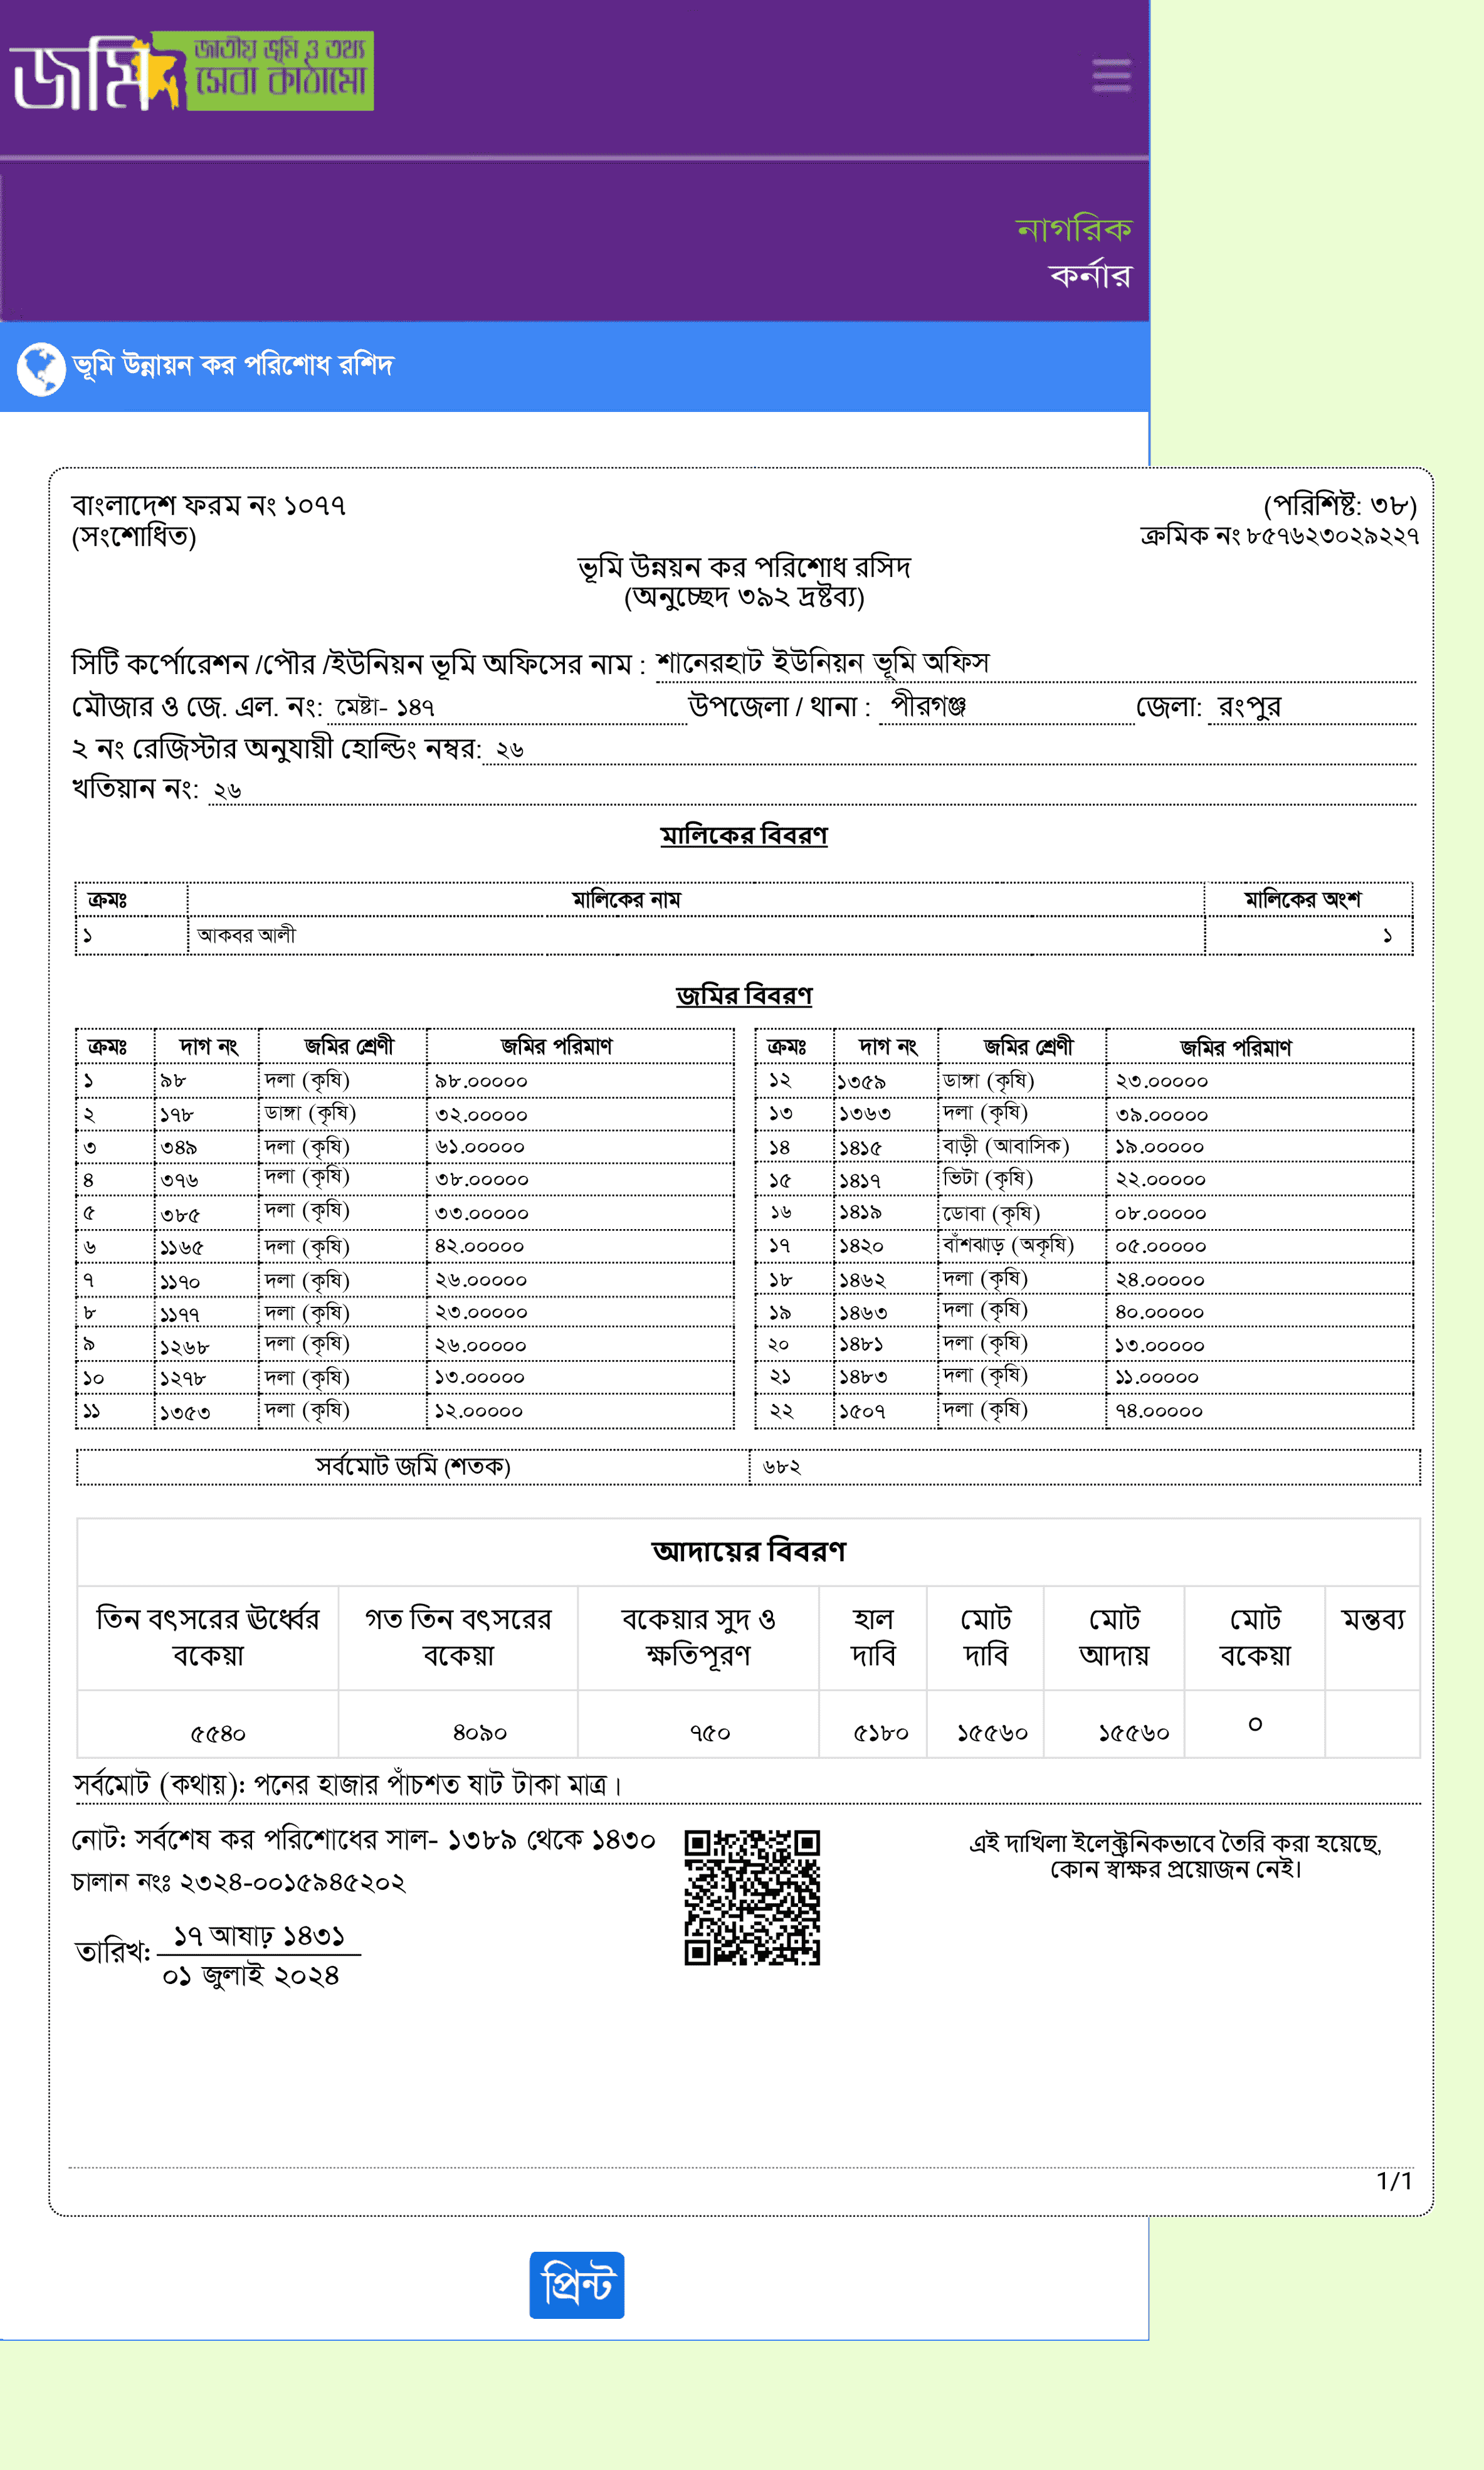 জমি
জাতীয় ভূমি ও তথ্য
সেবা কাঠামো
নাগরিক
কর্নার
ভূমি উন্নায়ন কর পরিশোধ রশিদ
বাংলাদেশ ফরম নং ১০৭৭
(সংশোধিত)
(পরিশিষ্ট: ৩৮)
ক্রমিক নং ৮৫৭৬২৩০২৯২২৭
ভূমি উন্নয়ন কর পরিশোধ রসিদ
(অনুচ্ছেদ ৩৯২ দ্রষ্টব্য)
সিটি কর্পোরেশন /পৌর /ইউনিয়ন ভূমি অফিসের নাম : শানেরহাট ইউনিয়ন ভূমি অফিস
মৌজার ও জে. এল. নং: মেষ্টা- ১৪৭ উপজেলা / থানা : পীরগঞ্জ জেলা: রংপুর
২ নং রেজিস্টার অনুযায়ী হোল্ডিং নম্বর: ২৬
খতিয়ান নং: ২৬
মালিকের বিবরণ
ক্রমঃ মালিকের নাম মালিকের অংশ
১ আকবর আলী ১
জমির বিবরণ
ক্রমঃ দাগ নং জমির শ্রেণী জমির পরিমাণ
১ ৯৮ দলা (কৃষি) ৯৮.০০০০০
২ ১৭৮ ডাঙ্গা (কৃষি) ৩২.০০০০০
৩ ৩৪৯ দলা (কৃষি) ৬১.০০০০০
৪ ৩৭৬ দলা (কৃষি) ৩৮.০০০০০
৫ ৩৮৫ দলা (কৃষি) ৩৩.০০০০০
৬ ১১৬৫ দলা (কৃষি) ৪২.০০০০০
৭ ১১৭০ দলা (কৃষি) ২৬.০০০০০
৮ ১১৭৭ দলা (কৃষি) ২৩.০০০০০
৯ ১২৬৮ দলা (কৃষি) ২৬.০০০০০
১০ ১২৭৮ দলা (কৃষি) ১৩.০০০০০
১১ ১৩৫৩ দলা (কৃষি) ১২.০০০০০
ক্রমঃ দাগ নং জমির শ্রেণী জমির পরিমাণ
১২ ১৩৫৯ ডাঙ্গা (কৃষি) ২৩.০০০০০
১৩ ১৩৬৩ দলা (কৃষি) ৩৯.০০০০০
১৪ ১৪১৫ বাড়ী (আবাসিক) ১৯.০০০০০
১৫ ১৪১৭ ভিটা (কৃষি) ২২.০০০০০
১৬ ১৪১৯ ডোবা (কৃষি) ০৮.০০০০০
১৭ ১৪২০ বাঁশঝাড় (অকৃষি) ০৫.০০০০০
১৮ ১৪৬২ দলা (কৃষি) ২৪.০০০০০
১৯ ১৪৬৩ দলা (কৃষি) ৪০.০০০০০
২০ ১৪৮১ দলা (কৃষি) ১৩.০০০০০
২১ ১৪৮৩ দলা (কৃষি) ১১.০০০০০
২২ ১৫০৭ দলা (কৃষি) ৭৪.০০০০০
সর্বমোট জমি (শতক) ৬৮২
আদায়ের বিবরণ
তিন বৎসরের ঊর্ধ্বের বকেয়া গত তিন বৎসরের বকেয়া বকেয়ার সুদ ও ক্ষতিপূরণ হাল দাবি মোট দাবি মোট আদায় মোট বকেয়া মন্তব্য
৫৫৪০ ৪০৯০ ৭৫০ ৫১৮০ ১৫৫৬০ ১৫৫৬০ ০
সর্বমোট (কথায়): পনের হাজার পাঁচশত ষাট টাকা মাত্র।
নোট: সর্বশেষ কর পরিশোধের সাল- ১৩৮৯ থেকে ১৪৩০
চালান নংঃ ২৩২৪-০০১৫৯৪৫২০২
তারিখ: ১৭ আষাঢ় ১৪৩১
০১ জুলাই ২০২৪
এই দাখিলা ইলেক্ট্রনিকভাবে তৈরি করা হয়েছে,
কোন স্বাক্ষর প্রয়োজন নেই।
1/1
প্রিন্ট